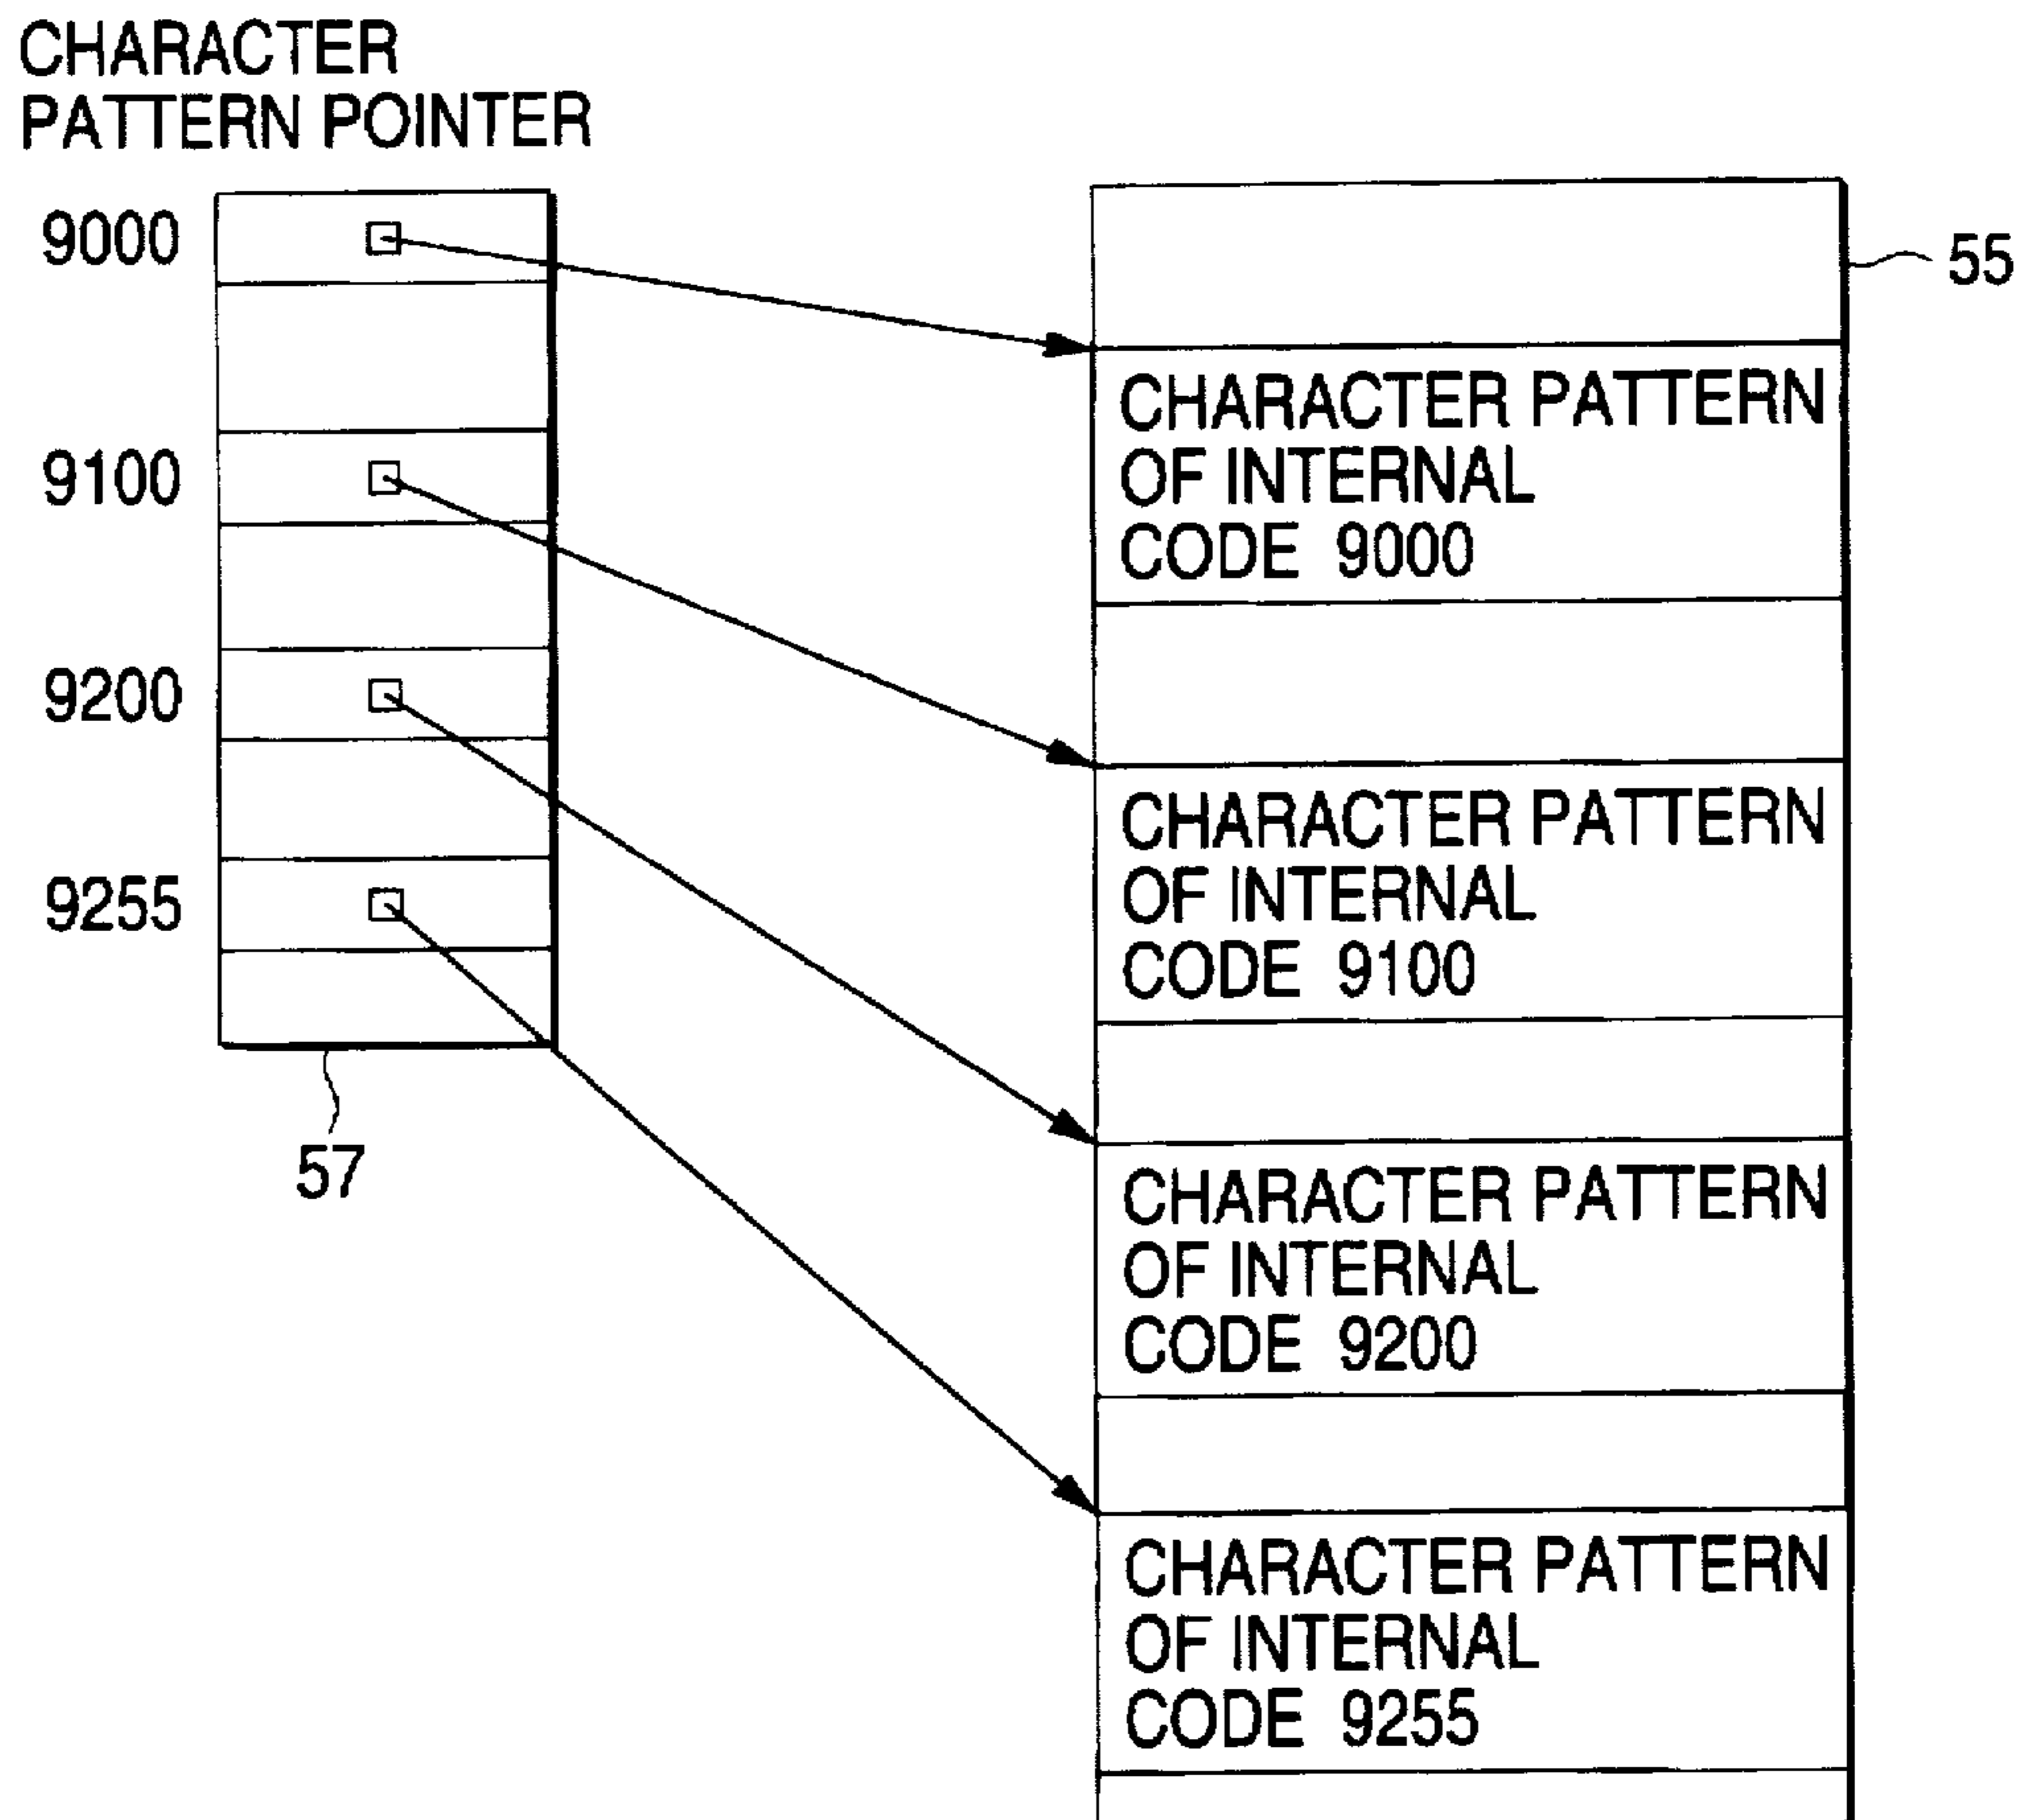 CHARACTER
PATTERN POINTER
9000
9100
9200
9255
57
55
CHARACTER PATTERN
OF INTERNAL
CODE 9000
CHARACTER PATTERN
OF INTERNAL
CODE 9100
CHARACTER PATTERN
OF INTERNAL
CODE 9200
CHARACTER PATTERN
OF INTERNAL
CODE 9255